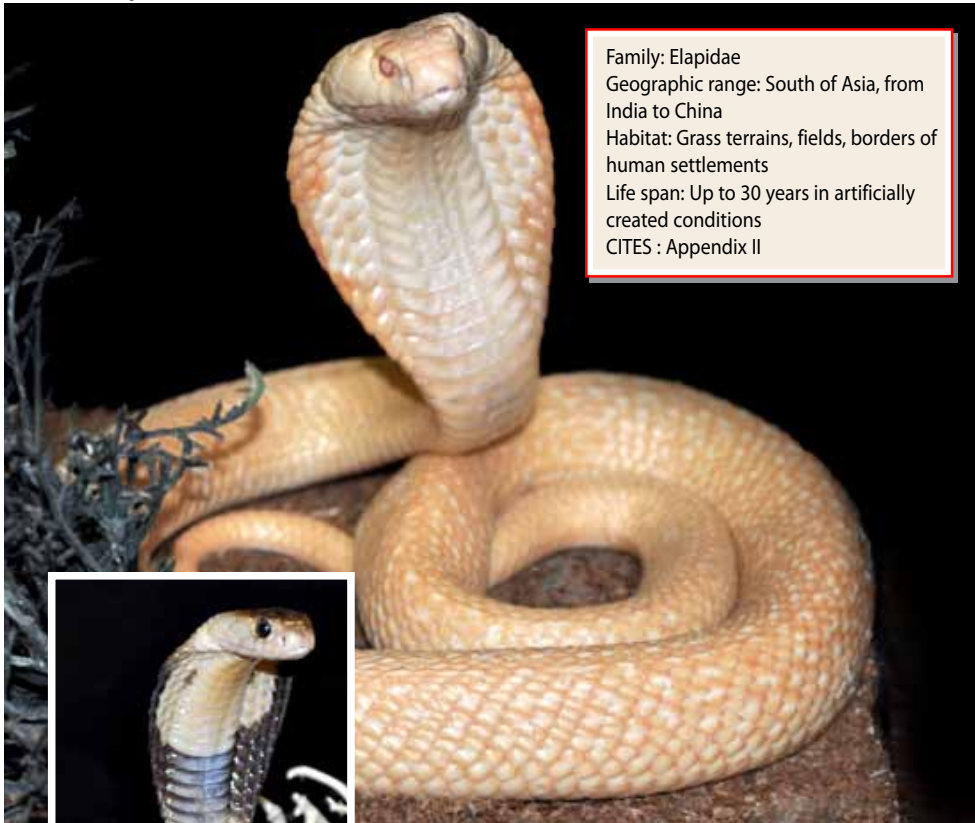 Family: Elapidae
Geographic range: South of Asia, from
India to China
Habitat: Grass terrains, fields, borders of
human settlements
Life span: Up to 30 years in artificially
created conditions
CITES : Appendix II